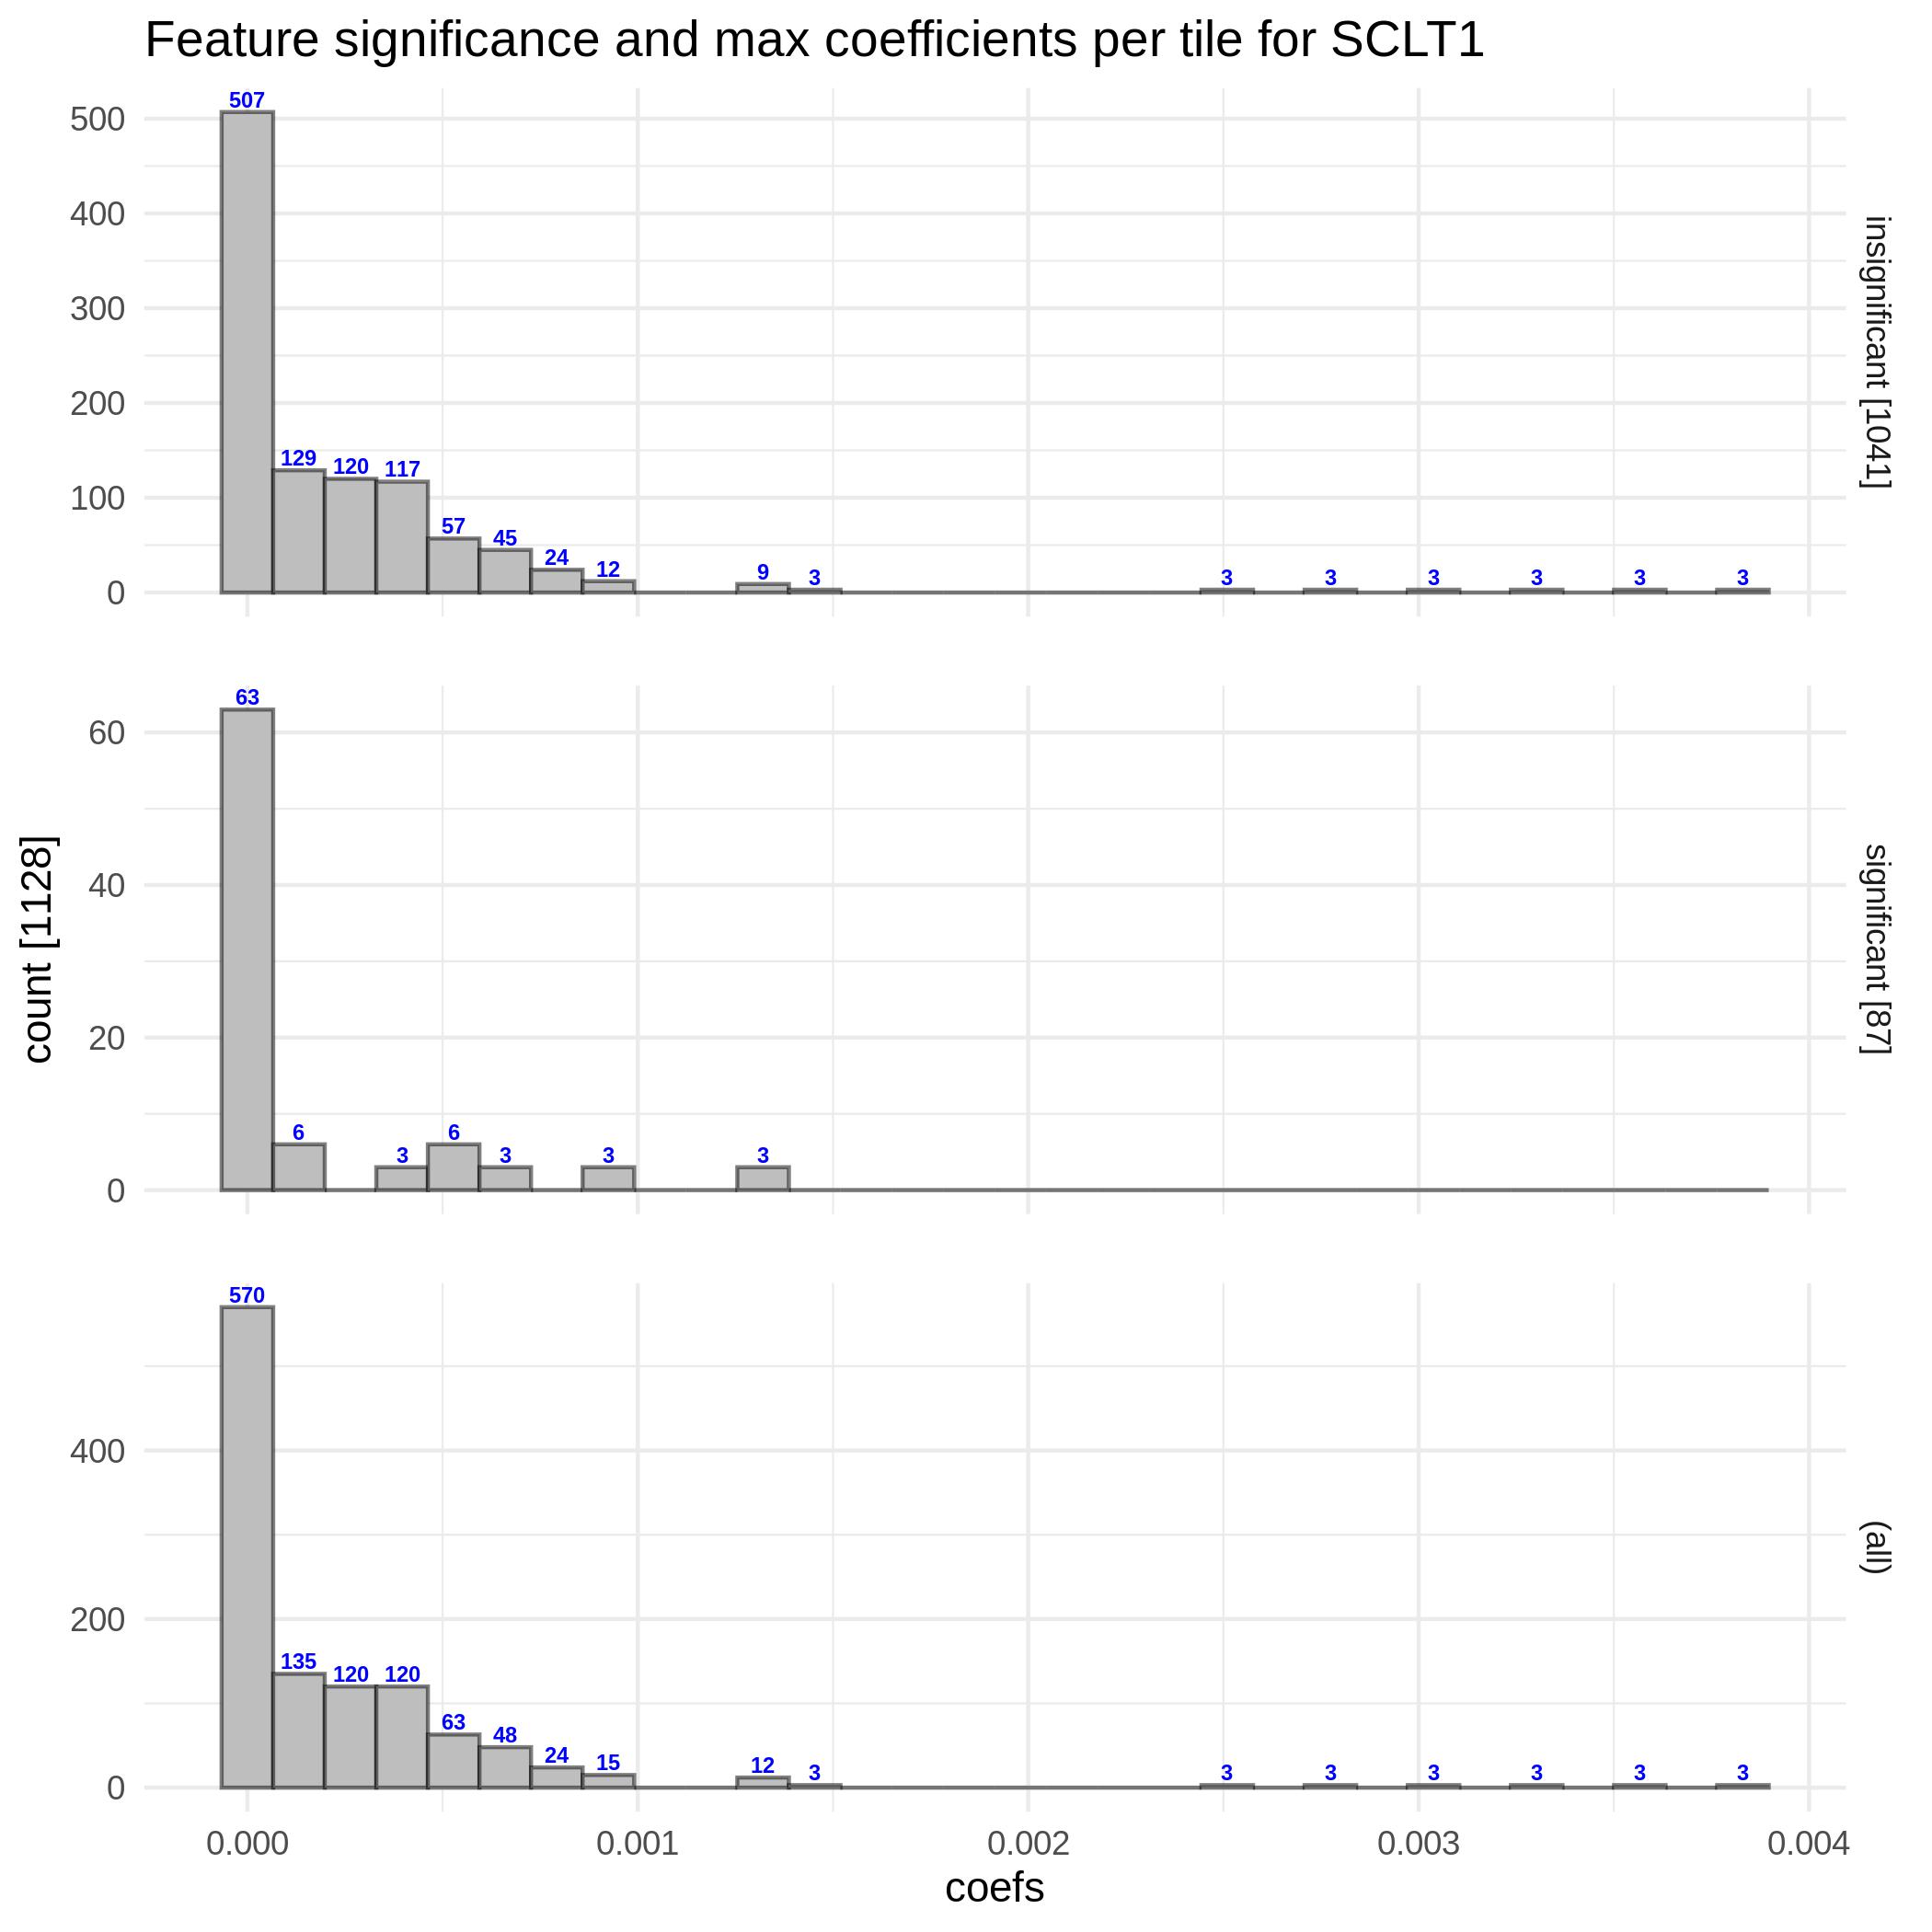 Feature significance and max coefficients per tile for SCLT1
507
500
400
300
200
129 120 117
100
57 45 24 12 9 3 3 3 3 3 3 3
0
insignificant [1041]
63
60
40
20
6 3 6 3 3 3
0
significant [87]
count [1128]
570
400
200
135 120 120
63 48 24 15 12 3 3 3 3 3 3 3
0
(all)
0.000 0.001 0.002 0.003 0.004
coefs